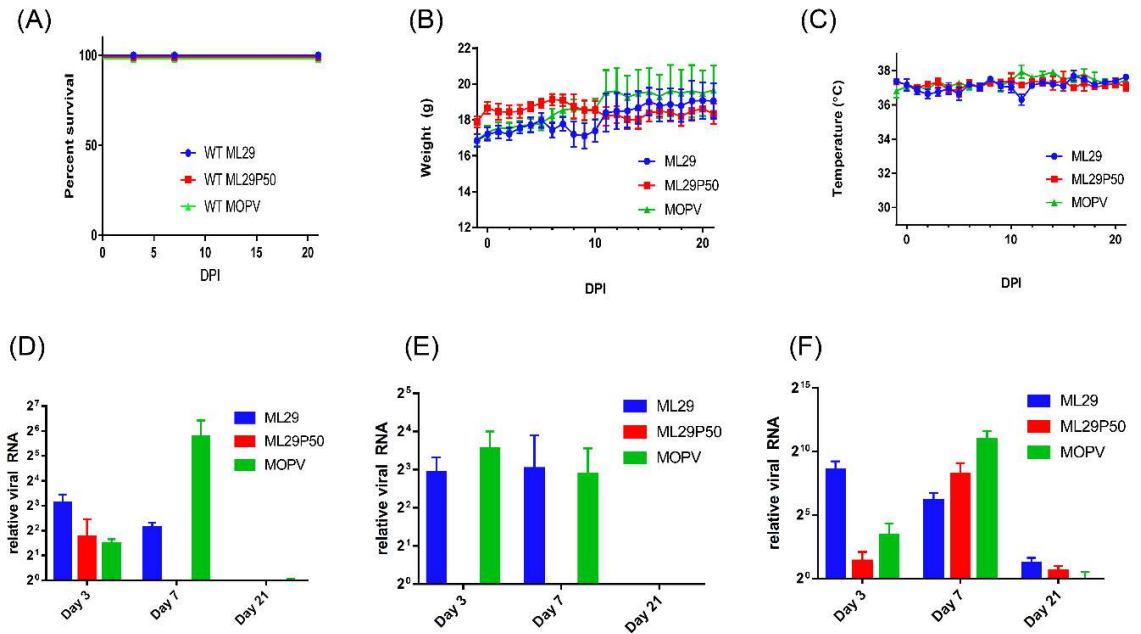 (A)
Percent survival
100
50
0
0 5 10 15 20
DPI
WT ML29
WT ML29P50
WT MOPV
(B)
Weight (g)
22
20
18
16
14
12
0 10 20
DPI
ML29
ML29P50
MOPV
(C)
Temperature (°C)
39
36
33
30
0 10 20
DPI
ML29
ML29P50
MOPV
(D)
relative viral RNA
2⁷
2⁶
2⁵
2⁴
2³
2²
2¹
2⁰
Day 3 Day 7 Day 21
ML29
ML29P50
MOPV
(E)
relative viral RNA
2⁵
2⁴
2³
2²
2¹
2⁰
Day 3 Day 7 Day 21
ML29
ML29P50
MOPV
(F)
relative viral RNA
2¹⁵
2¹⁰
2⁵
2⁰
Day 3 Day 7 Day 21
ML29
ML29P50
MOPV